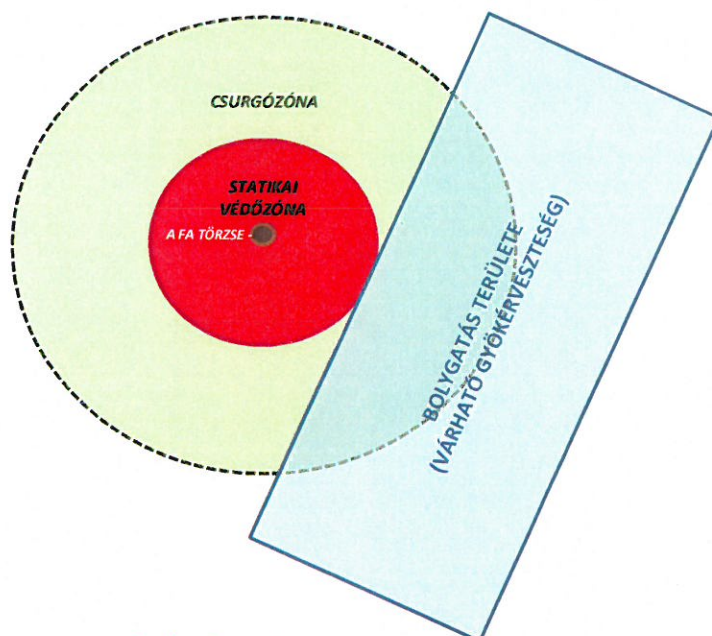 CSURGÓZÓNA
STATIKAI
VÉDŐZÓNA
A FA TÖRZSE -
BOLYGATÁS TERÜLETE
(VÁRHATÓ GYÖKÉRVESZTESÉG)